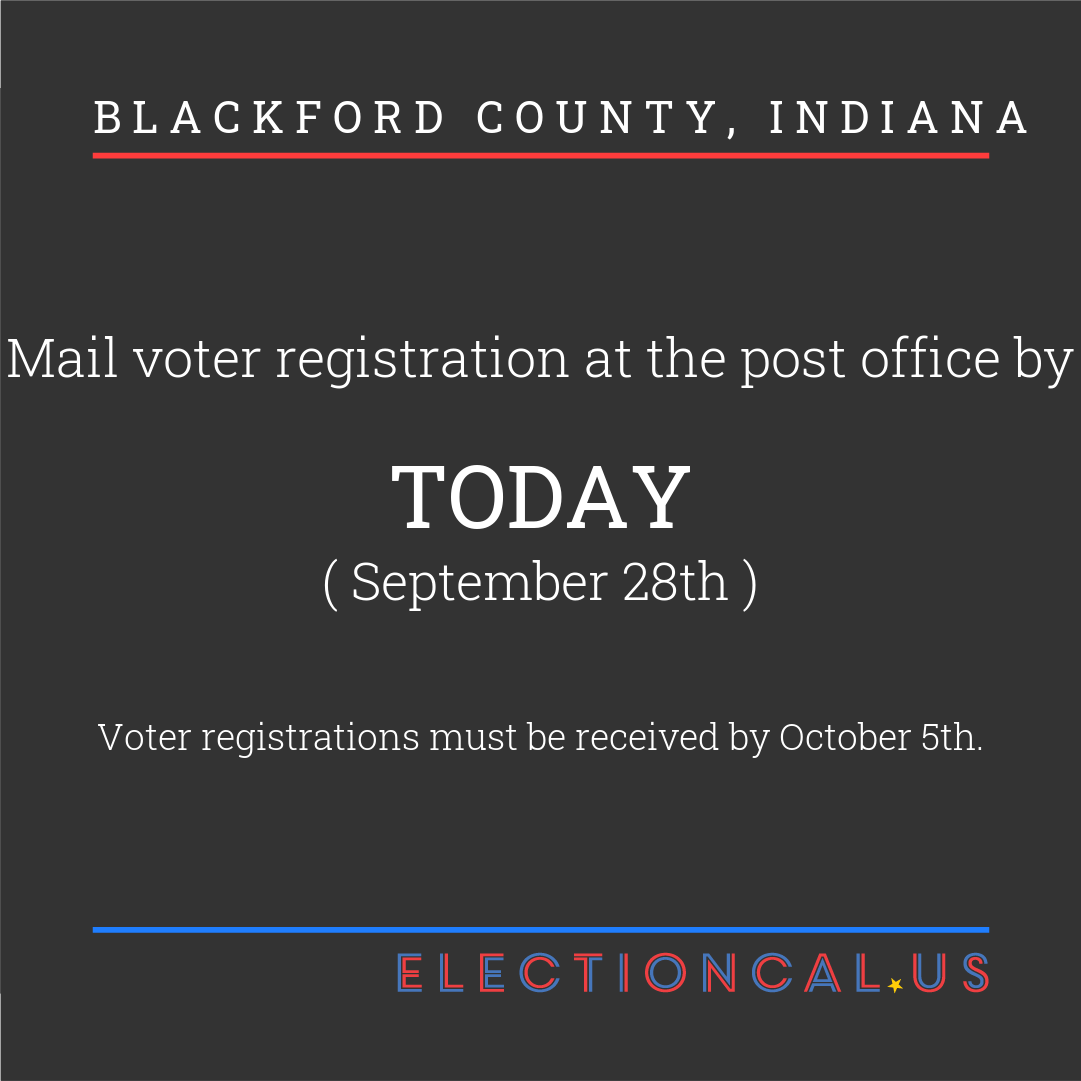 BLACKFORD COUNTY, INDIANA
Mail voter registration at the post office by
TODAY
( September 28th )
Voter registrations must be received by October 5th.
ELECTIONCAL.US